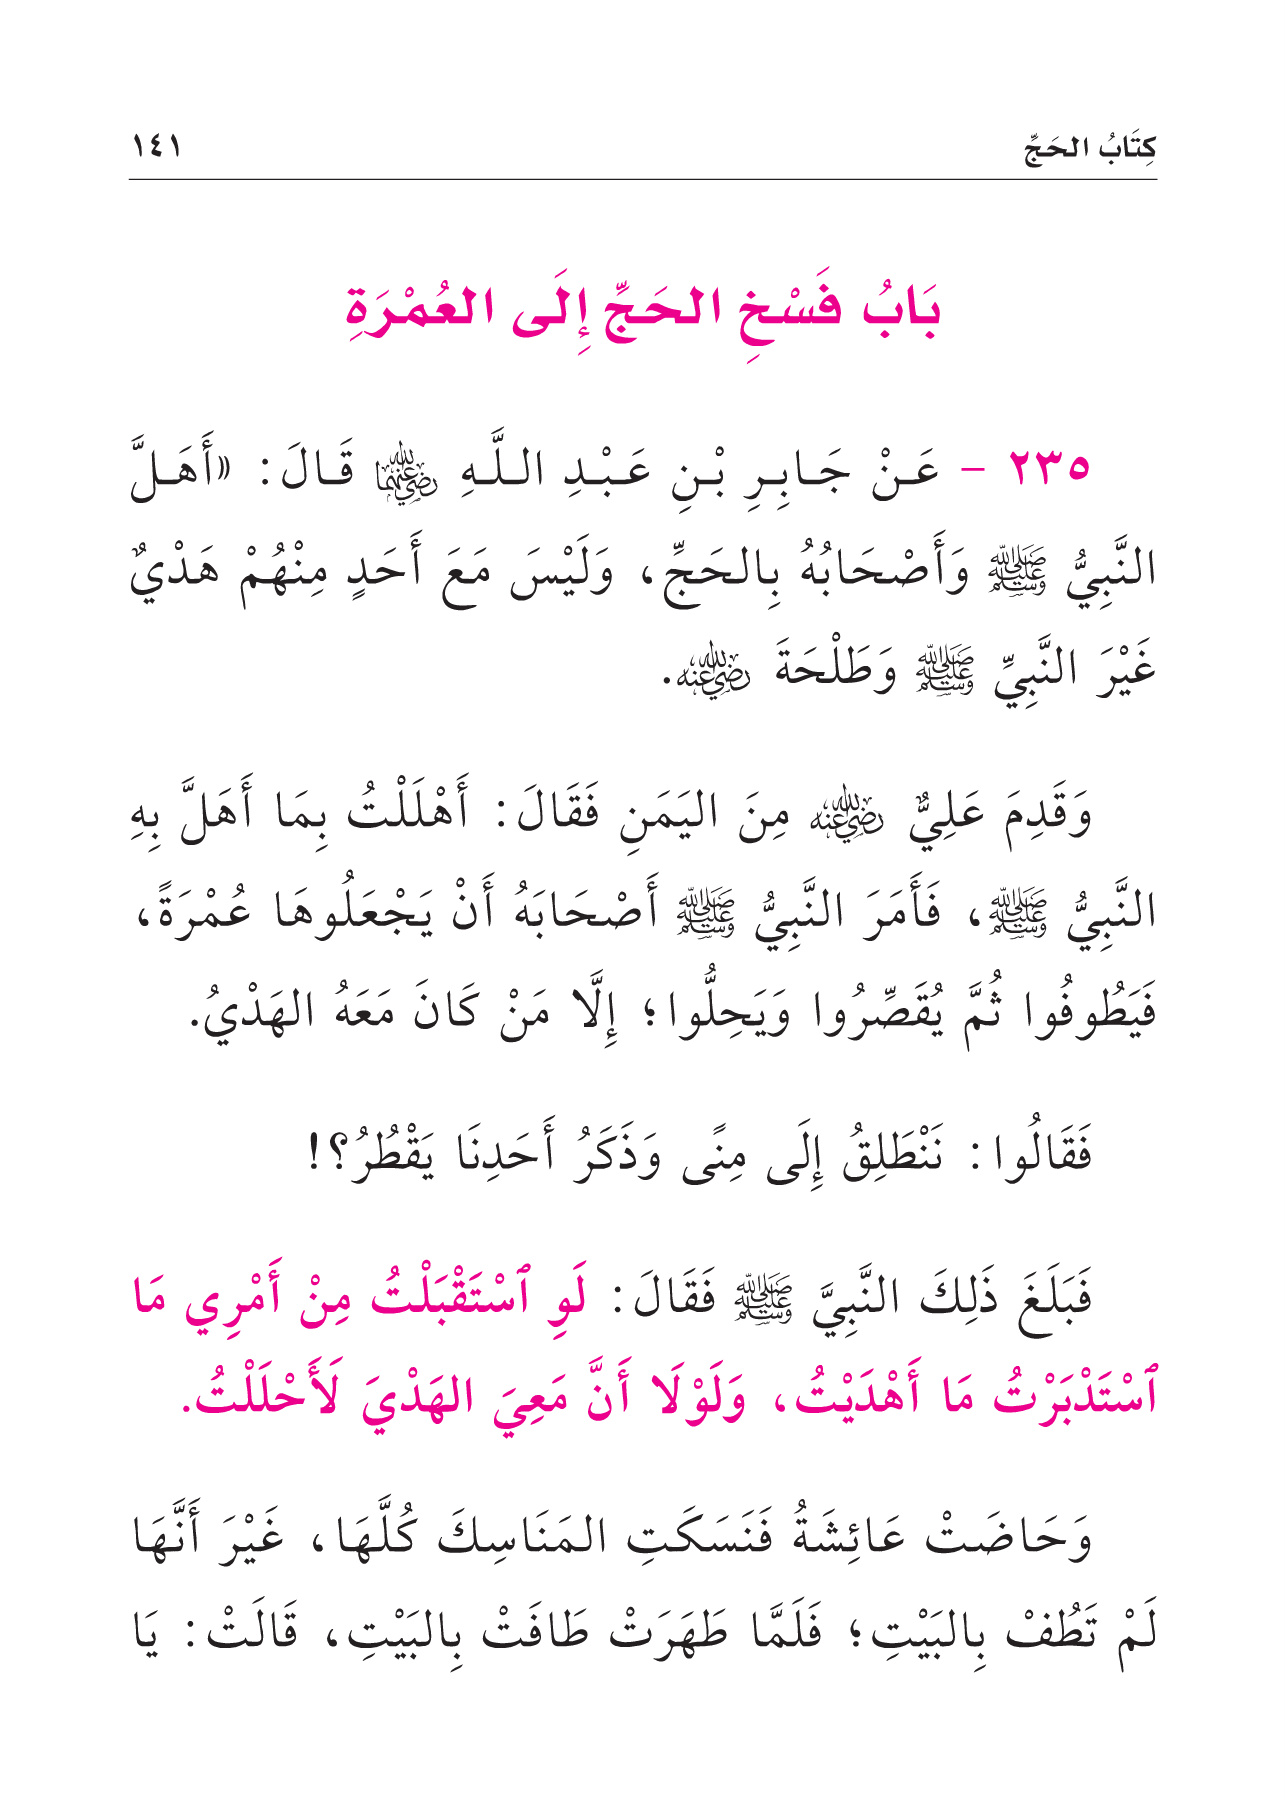 كِتَابُ الحَجِّ ١٤١
بَابُ فَسْخِ الحَجِّ إِلَى العُمْرَةِ
٢٣٥ - عَنْ جَابِرِ بْنِ عَبْدِ اللَّهِ رضي الله عنهما قَالَ: «أَهَلَّ
النَّبِيُّ ﷺ وَأَصْحَابُهُ بِالحَجِّ، وَلَيْسَ مَعَ أَحَدٍ مِنْهُمْ هَدْيٌ
غَيْرَ النَّبِيِّ ﷺ وَطَلْحَةَ رضي الله عنه.
وَقَدِمَ عَلِيٌّ رضي الله عنه مِنَ اليَمَنِ فَقَالَ: أَهْلَلْتُ بِمَا أَهَلَّ بِهِ
النَّبِيُّ ﷺ، فَأَمَرَ النَّبِيُّ ﷺ أَصْحَابَهُ أَنْ يَجْعَلُوهَا عُمْرَةً،
فَيَطُوفُوا ثُمَّ يُقَصِّرُوا وَيَحِلُّوا؛ إِلَّا مَنْ كَانَ مَعَهُ الهَدْيُ.
فَقَالُوا: نَنْطَلِقُ إِلَى مِنًى وَذَكَرُ أَحَدِنَا يَقْطُرُ؟!
فَبَلَغَ ذَلِكَ النَّبِيَّ ﷺ فَقَالَ: لَوِ ٱسْتَقْبَلْتُ مِنْ أَمْرِي مَا
ٱسْتَدْبَرْتُ مَا أَهْدَيْتُ، وَلَوْلَا أَنَّ مَعِيَ الهَدْيَ لَأَحْلَلْتُ.
وَحَاضَتْ عَائِشَةُ فَنَسَكَتِ المَنَاسِكَ كُلَّهَا، غَيْرَ أَنَّهَا
لَمْ تَطُفْ بِالبَيْتِ؛ فَلَمَّا طَهَرَتْ طَافَتْ بِالبَيْتِ، قَالَتْ: يَا